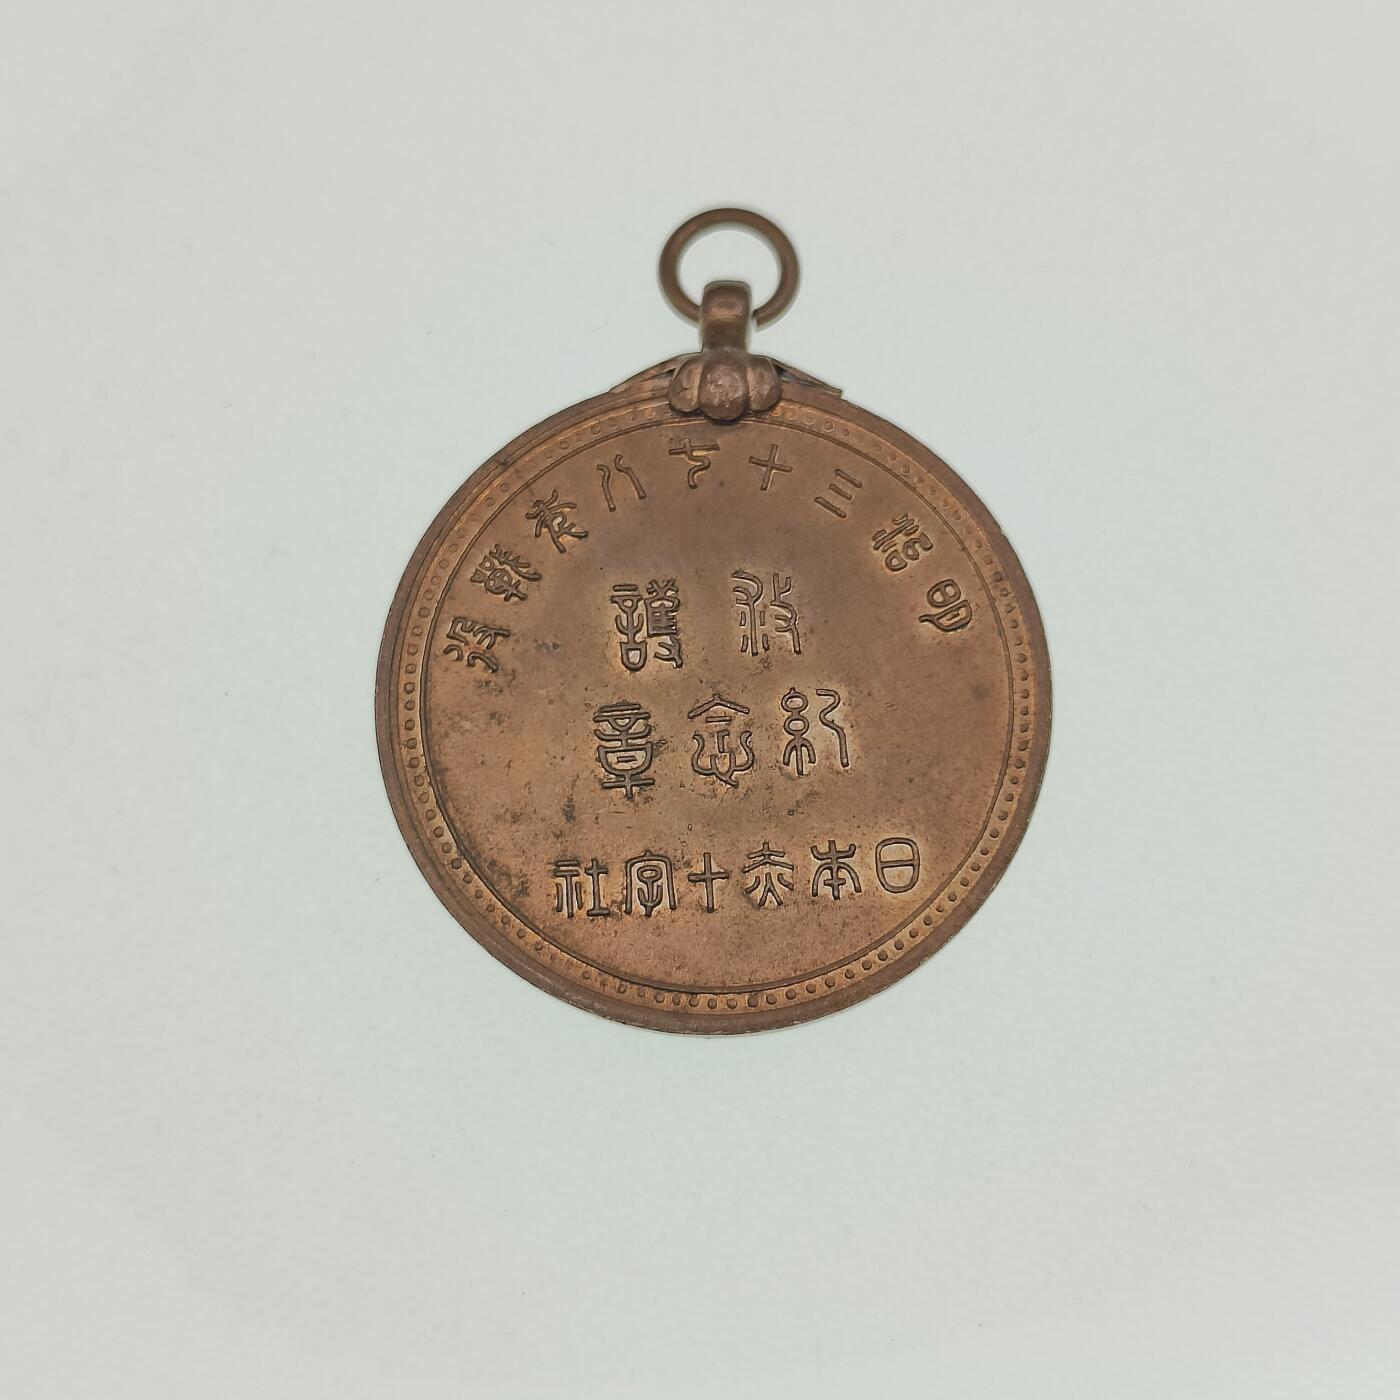 明治三十七八年戰役
救護
紀念章
日本赤十字社